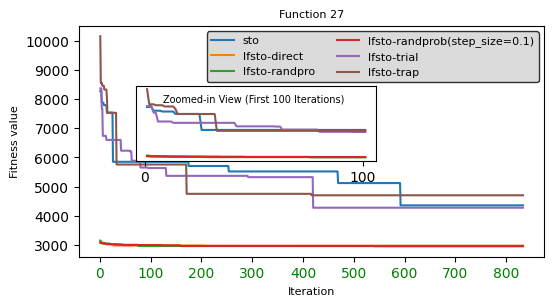 Function 27
Fitness value
10000
9000
8000
7000
6000
5000
4000
3000
sto
lfsto-direct
lfsto-randpro
lfsto-randprob(step_size=0.1)
lfsto-trial
lfsto-trap
Zoomed-in View (First 100 Iterations)
0
100
0
100
200
300
400
500
600
700
800
Iteration